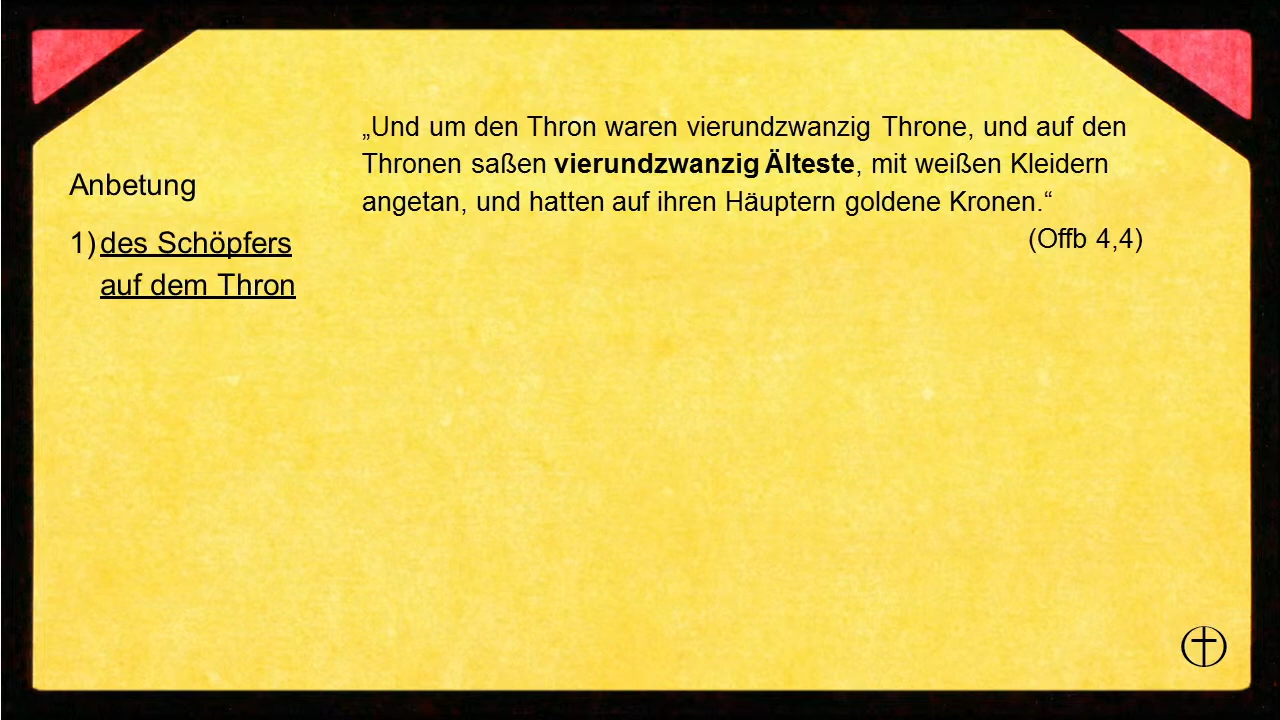 Anbetung
1) des Schöpfers
auf dem Thron
„Und um den Thron waren vierundzwanzig Throne, und auf den
Thronen saßen vierundzwanzig Älteste, mit weißen Kleidern
angetan, und hatten auf ihren Häuptern goldene Kronen.“
(Offb 4,4)